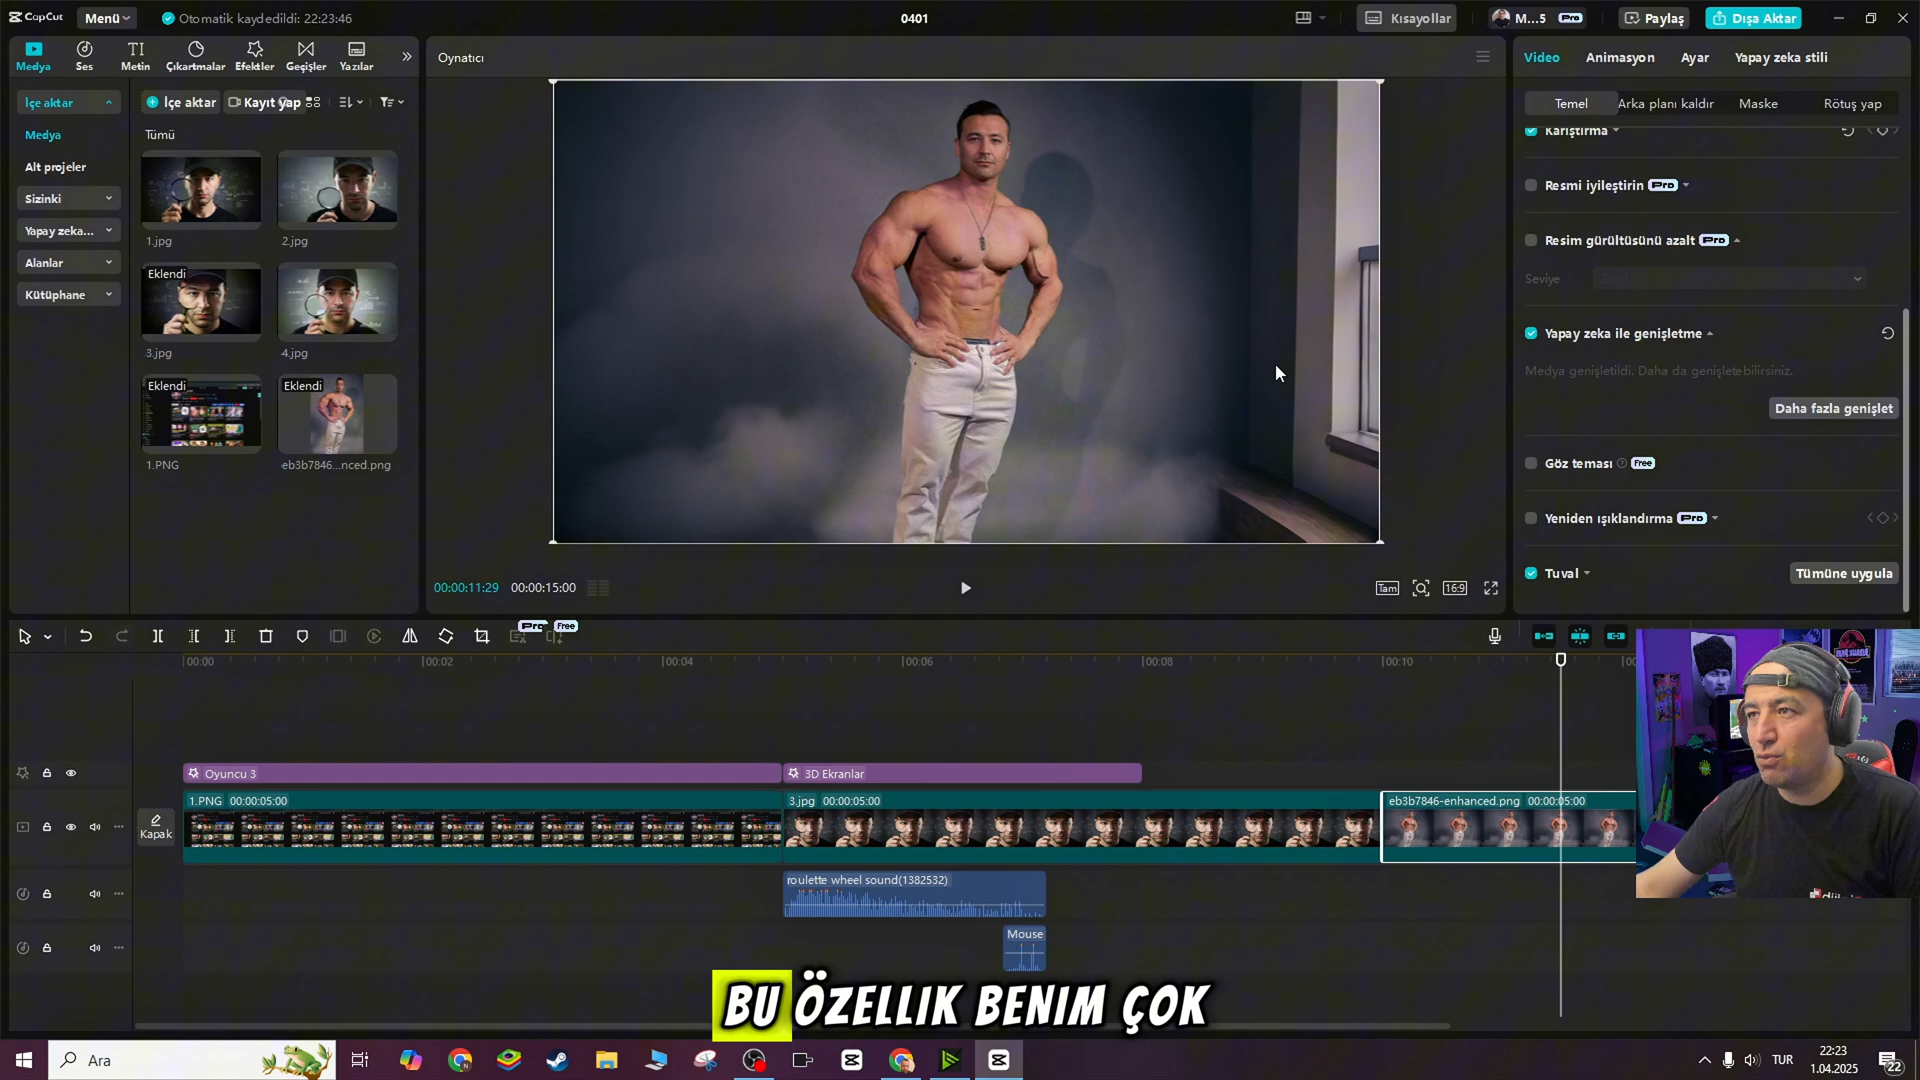 CapCut
Menü
Otomatik kaydedildi: 22:23:46
0401
Kısayollar
M...5
Pro
Paylaş
Dışa Aktar
Medya
Ses
Metin
Çıkartmalar
Efektler
Geçişler
Yazılar
Oynatıcı
Video
Animasyon
Ayar
Yapay zeka stili
İçe aktar
Medya
Alt projeler
Sizinki
Yapay zeka...
Alanlar
Kütüphane
İçe aktar
Kayıt yap
Tümü
1.jpg
2.jpg
Eklendi
3.jpg
4.jpg
Eklendi
Eklendi
1.PNG
eb3b7846...nced.png
Temel
Arka planı kaldır
Maske
Rötuş yap
Karıştırma
Resmi iyileştirin Pro
Resim gürültüsünü azalt Pro
Seviye
Yapay zeka ile genişletme
Medya genişletildi. Daha da genişletebilirsiniz.
Daha fazla genişlet
Göz teması Free
Yeniden ışıklandırma Pro
Tuval
Tümüne uygula
00:00:11:29
00:00:15:00
Tam
16:9
Pro
Free
00:00
00:02
00:04
00:06
00:08
00:10
Oyuncu 3
3D Ekranlar
Kapak
1.PNG 00:00:05:00
3.jpg 00:00:05:00
eb3b7846-enhanced.png 00:00:05:00
roulette wheel sound(1382532)
Mouse
BU ÖZELLIK BENIM ÇOK
Ara
TUR
22:23
1.04.2025
22